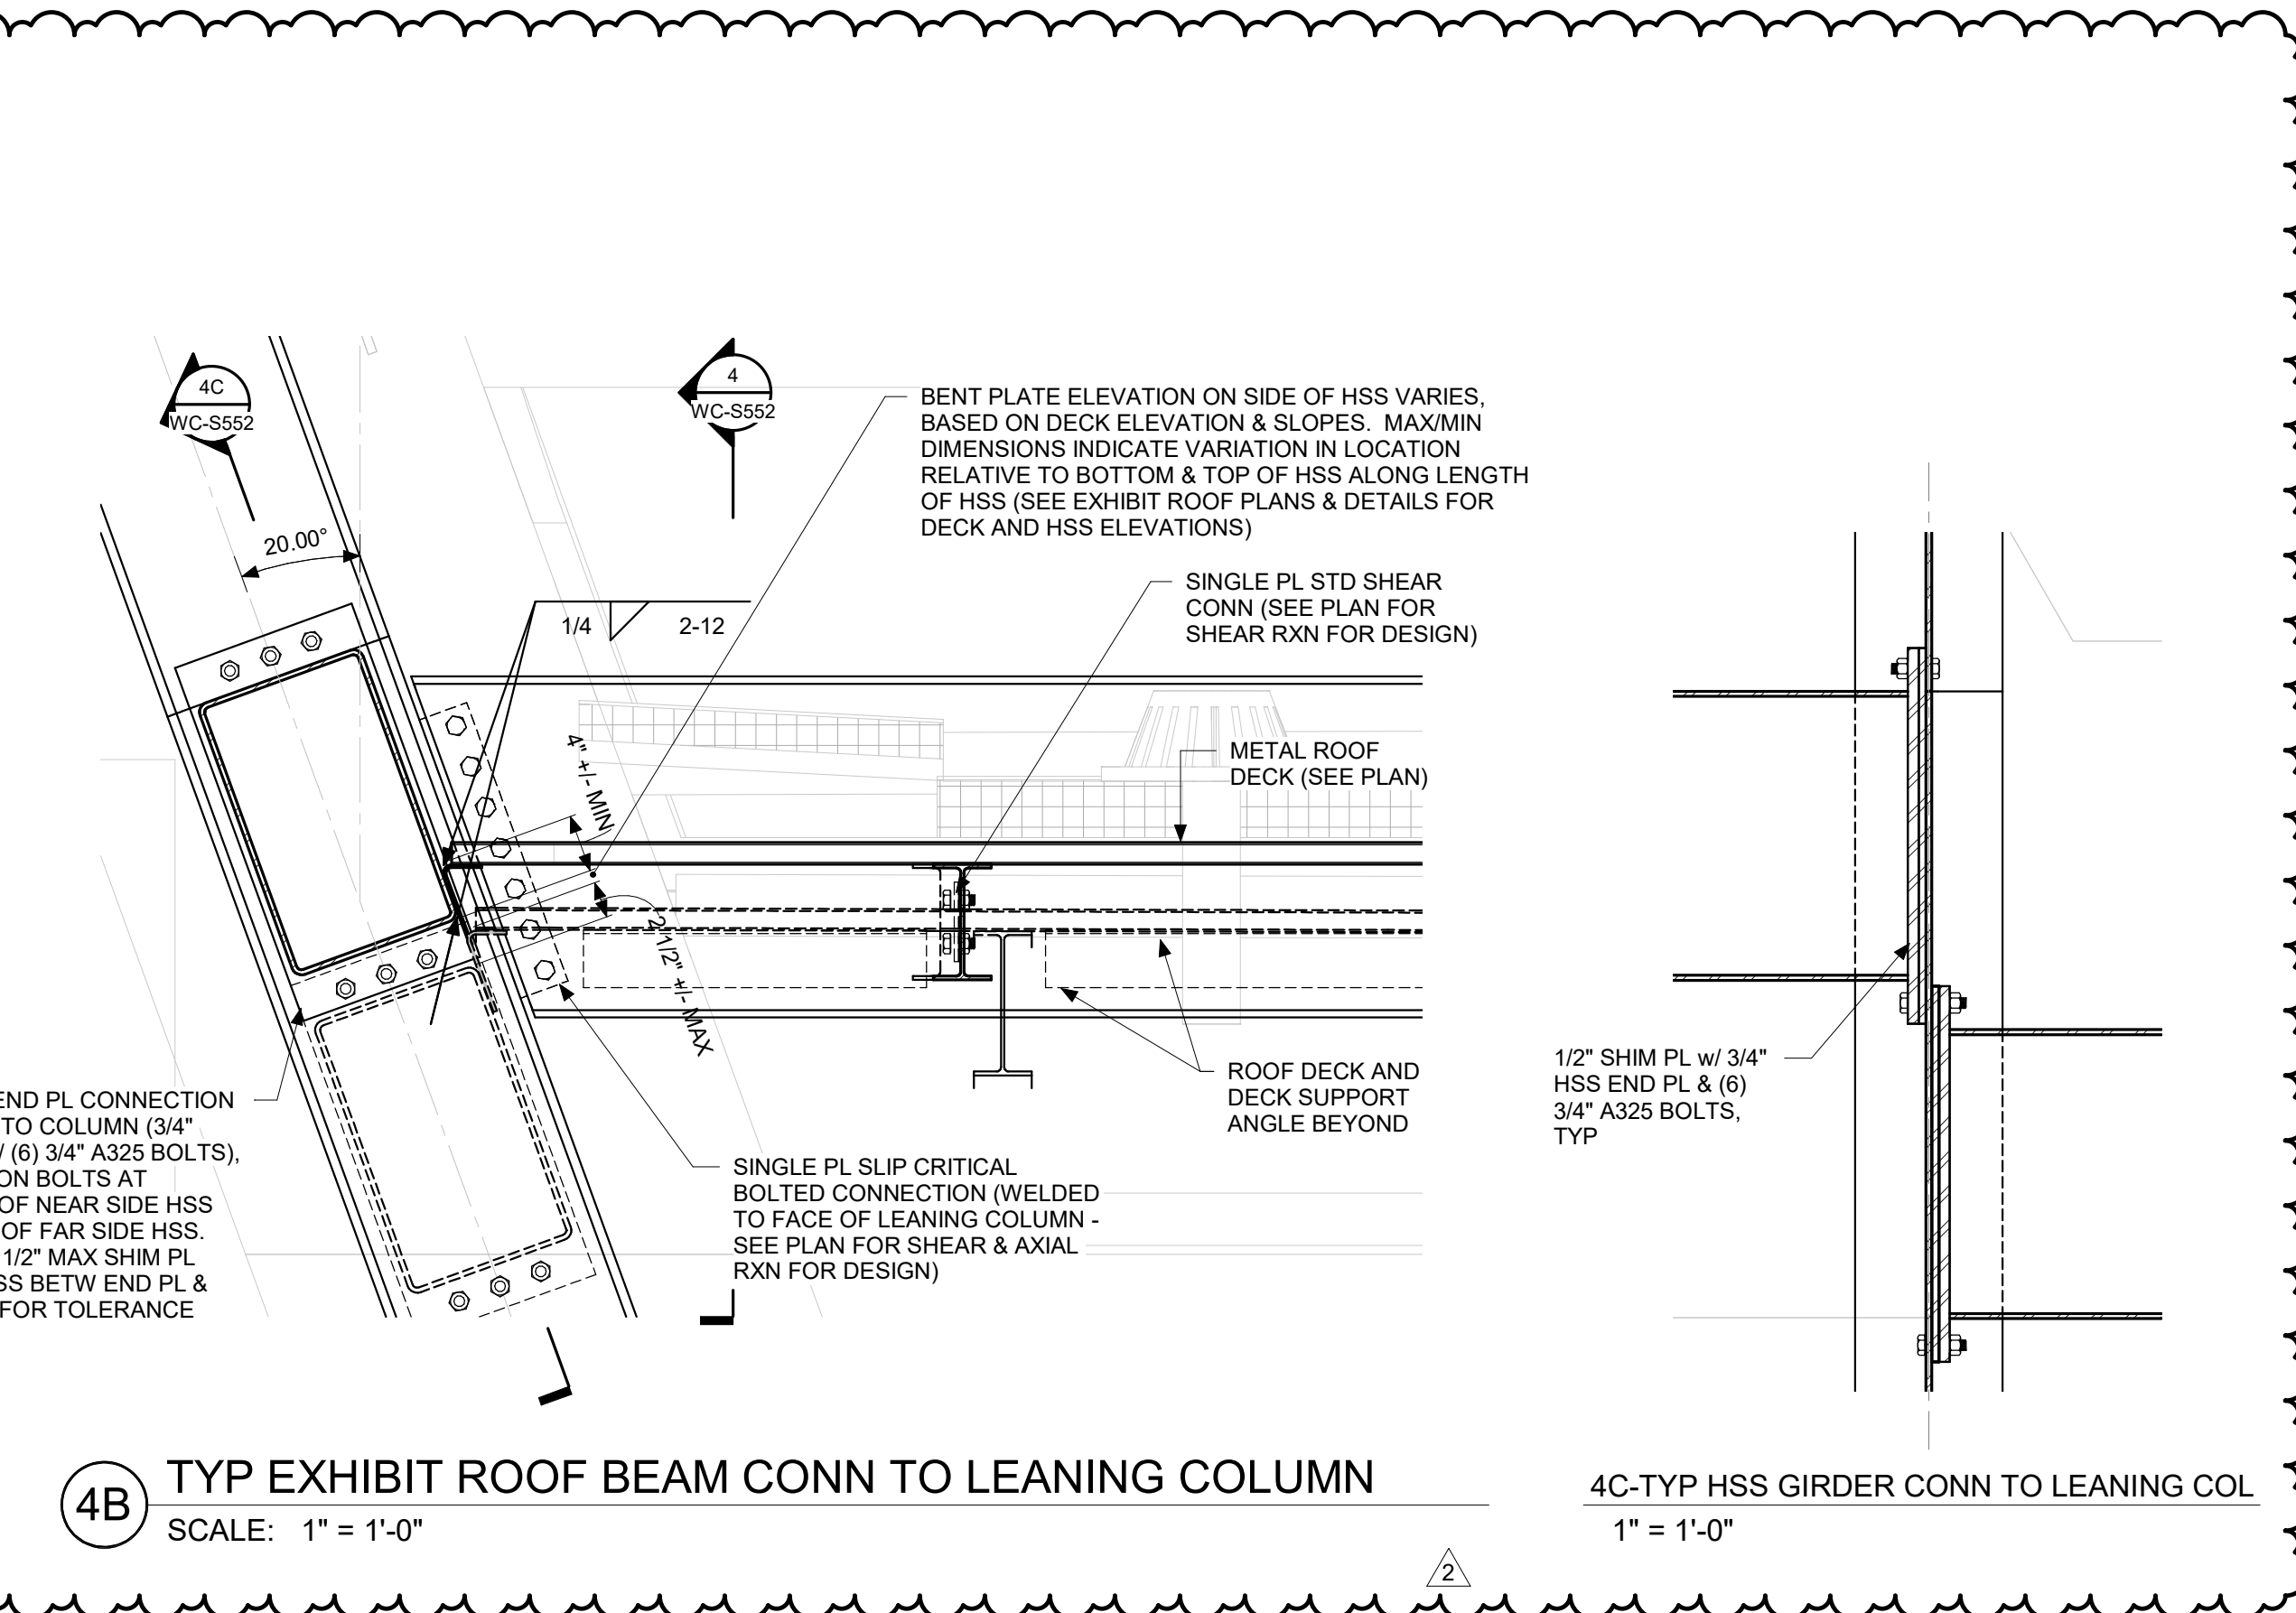 4C
WC-S552
4
WC-S552
BENT PLATE ELEVATION ON SIDE OF HSS VARIES,
BASED ON DECK ELEVATION & SLOPES. MAX/MIN
DIMENSIONS INDICATE VARIATION IN LOCATION
RELATIVE TO BOTTOM & TOP OF HSS ALONG LENGTH
OF HSS (SEE EXHIBIT ROOF PLANS & DETAILS FOR
DECK AND HSS ELEVATIONS)
20.00°
1/4 2-12
SINGLE PL STD SHEAR
CONN (SEE PLAN FOR
SHEAR RXN FOR DESIGN)
4" +/- MIN
METAL ROOF
DECK (SEE PLAN)
2 1/2" +/- MAX
ROOF DECK AND
DECK SUPPORT
ANGLE BEYOND
1/2" SHIM PL w/ 3/4"
HSS END PL & (6)
3/4" A325 BOLTS,
TYP
END PL CONNECTION
TO COLUMN (3/4"
/ (6) 3/4" A325 BOLTS),
ON BOLTS AT
OF NEAR SIDE HSS
OF FAR SIDE HSS.
1/2" MAX SHIM PL
SS BETW END PL &
FOR TOLERANCE
SINGLE PL SLIP CRITICAL
BOLTED CONNECTION (WELDED
TO FACE OF LEANING COLUMN -
SEE PLAN FOR SHEAR & AXIAL
RXN FOR DESIGN)
4B
TYP EXHIBIT ROOF BEAM CONN TO LEANING COLUMN
SCALE: 1" = 1'-0"
4C-TYP HSS GIRDER CONN TO LEANING COL
1" = 1'-0"
2